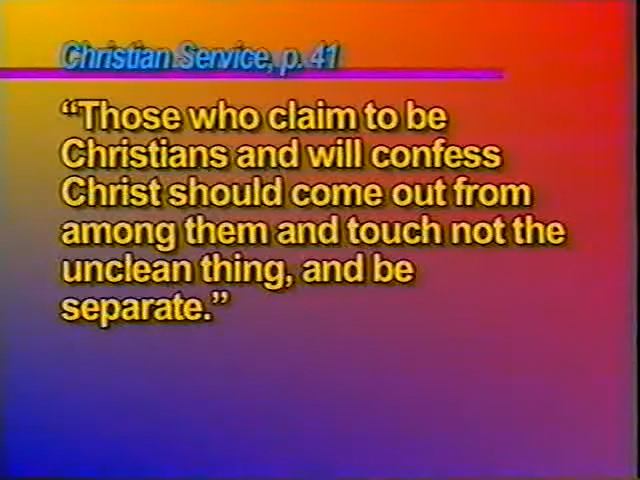 Christian Service, p. 41
“Those who claim to be
Christians and will confess
Christ should come out from
among them and touch not the
unclean thing, and be
separate.”